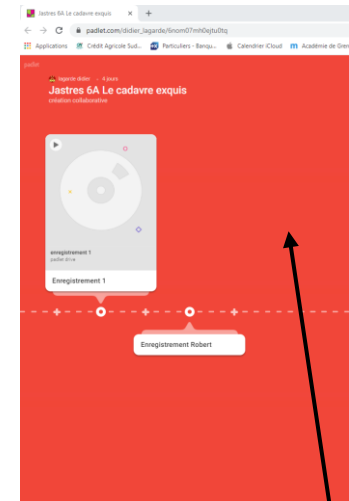 Jastres 6A Le cadavre exquis × +
padlet.com/didier_lagarde/6nom07mh0ejtu0tq
Applications Crédit Agricole Sud... Particuliers - Banqu... Calendrier iCloud Académie de Gren
padlet
lagarde didier 4 jours
Jastres 6A Le cadavre exquis
création collaborative
enregistrement 1
padlet drive
Enregistrement 1
Enregistrement Robert